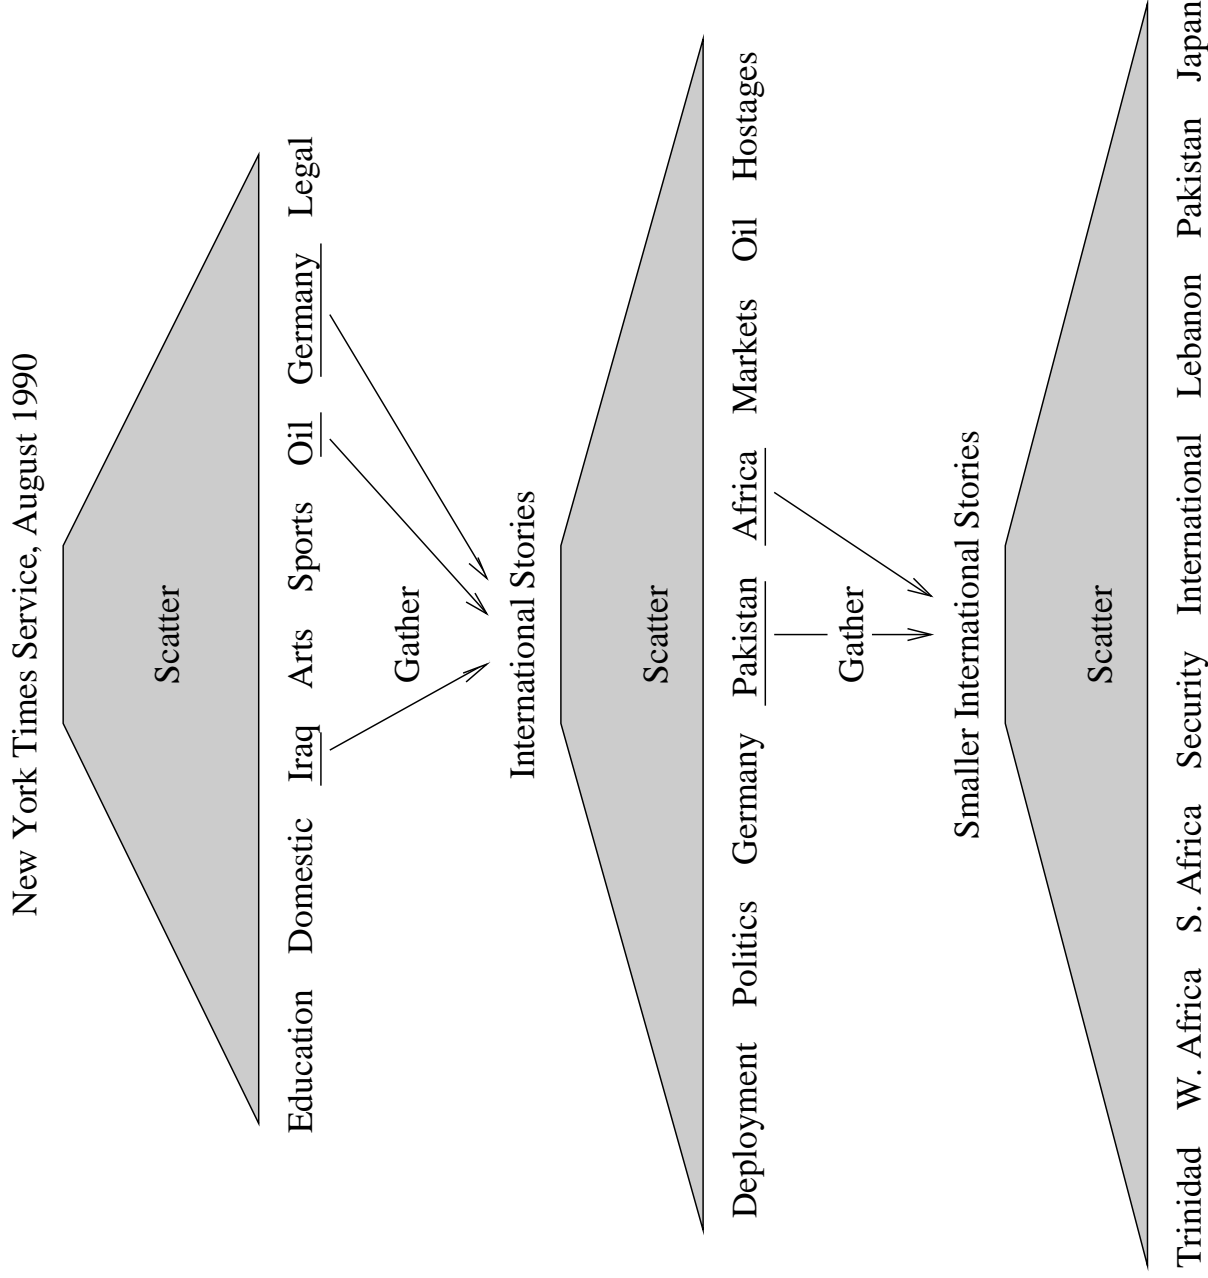 New York Times Service, August 1990
Scatter
Education Domestic Iraq Arts Sports Oil Germany Legal
Gather
International Stories
Scatter
Deployment Politics Germany Pakistan Africa Markets Oil Hostages
Gather
Smaller International Stories
Scatter
Trinidad W. Africa S. Africa Security International Lebanon Pakistan Japan